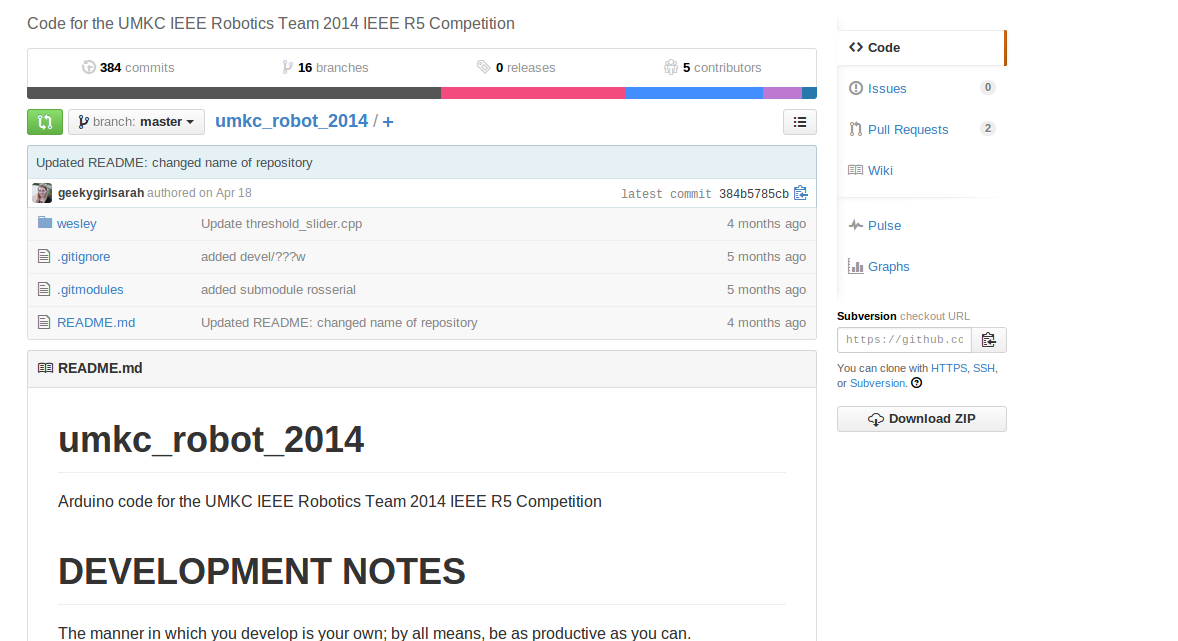 Code for the UMKC IEEE Robotics Team 2014 IEEE R5 Competition
384 commits 16 branches 0 releases 5 contributors
branch: master umkc_robot_2014 / +
Updated README: changed name of repository
geekygirlsarah authored on Apr 18 latest commit 384b5785cb
wesley Update threshold_slider.cpp 4 months ago
.gitignore added devel/???w 5 months ago
.gitmodules added submodule rosserial 5 months ago
README.md Updated README: changed name of repository 4 months ago
README.md
umkc_robot_2014
Arduino code for the UMKC IEEE Robotics Team 2014 IEEE R5 Competition
DEVELOPMENT NOTES
The manner in which you develop is your own; by all means, be as productive as you can.
Code
Issues 0
Pull Requests 2
Wiki
Pulse
Graphs
Subversion checkout URL
https://github.cc
You can clone with HTTPS, SSH,
or Subversion.
Download ZIP